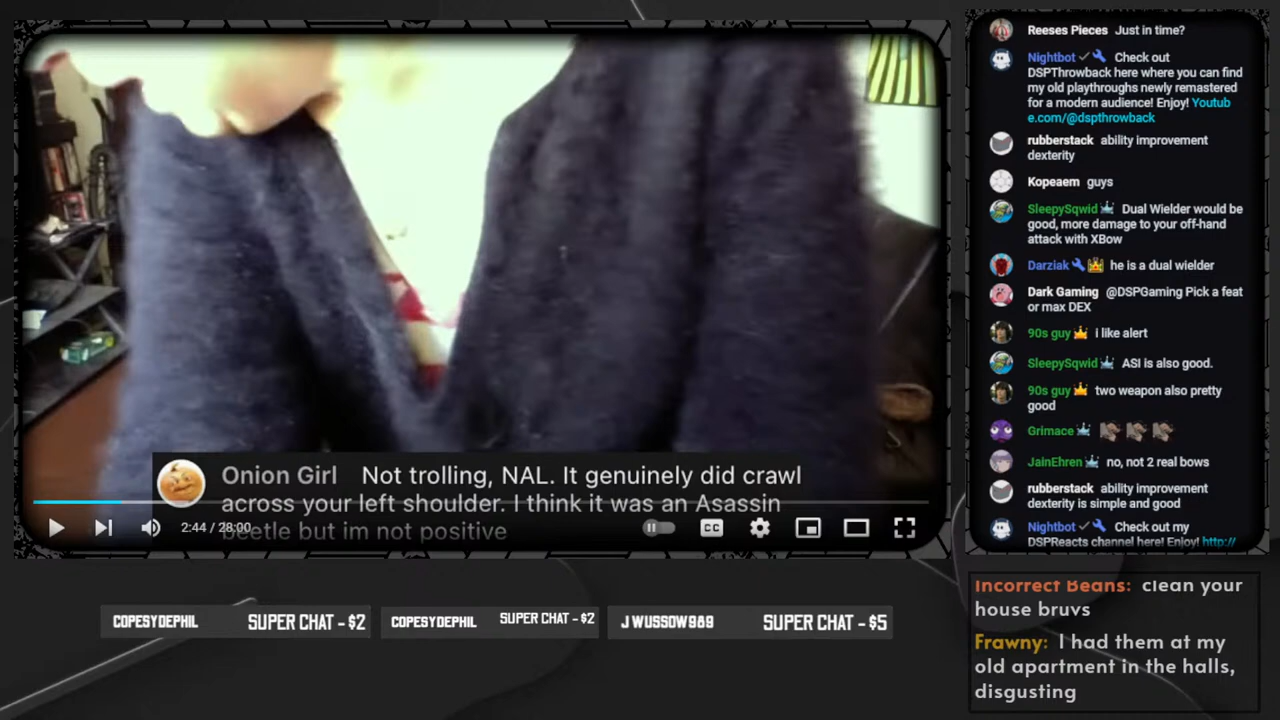 Onion Girl Not trolling, NAL. It genuinely did crawl
across your left shoulder. I think it was an Asassin
beetle but im not positive
2:44 / 28:00
CC
COPESYDEPHIL SUPER CHAT - $2
COPESYDEPHIL SUPER CHAT - $2
J WUSSOW989 SUPER CHAT - $5
Reeses Pieces Just in time?
Nightbot Check out
DSPThrowback here where you can find
my old playthroughs newly remastered
for a modern audience! Enjoy! Youtub
e.com/@dspthrowback
rubberstack ability improvement
dexterity
Kopeaem guys
SleepySqwid Dual Wielder would be
good, more damage to your off-hand
attack with XBow
Darziak he is a dual wielder
Dark Gaming @DSPGaming Pick a feat
or max DEX
90s guy i like alert
SleepySqwid ASI is also good.
90s guy two weapon also pretty
good
Grimace
JainEhren no, not 2 real bows
rubberstack ability improvement
dexterity is simple and good
Nightbot Check out my
DSPReacts channel here! Enjoy! http://
Incorrect Beans: clean your
house bruvs
Frawny: I had them at my
old apartment in the halls,
disgusting